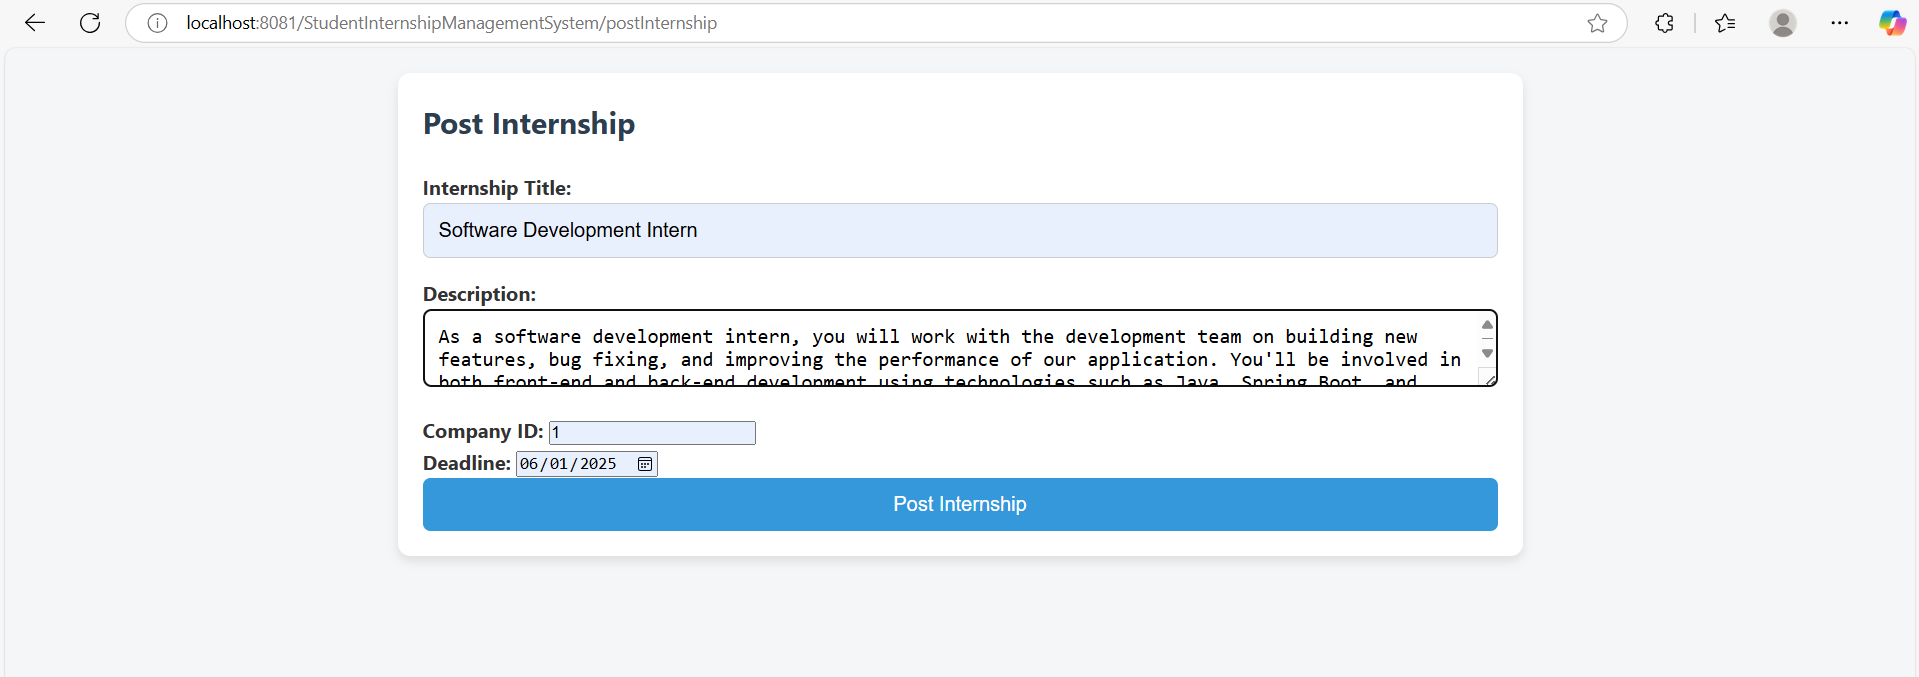 localhost:8081/StudentInternshipManagementSystem/postInternship
Post Internship
Internship Title:
Software Development Intern
Description:
As a software development intern, you will work with the development team on building new
features, bug fixing, and improving the performance of our application. You'll be involved in
both front-end and back-end development using technologies such as Java, Spring Boot, and
Company ID: 1
Deadline: 06/01/2025
Post Internship